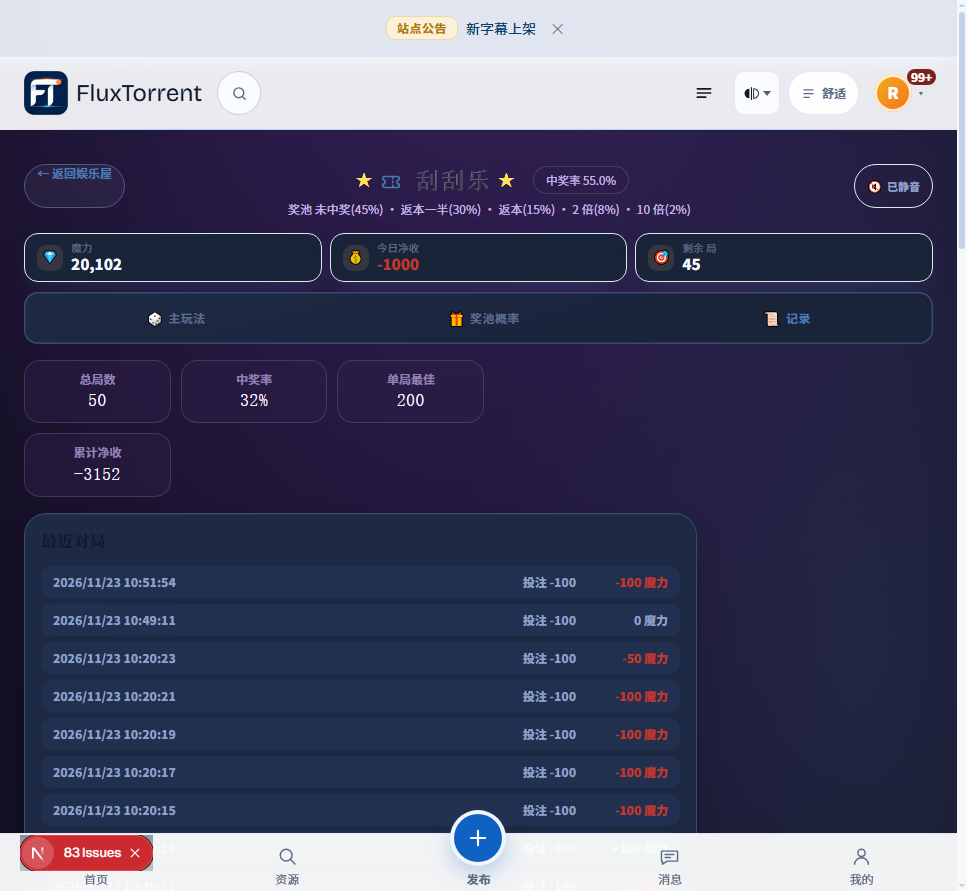 站点公告 新字幕上架
FluxTorrent
舒适
R
99+
← 返回娱乐屋
刮刮乐
中奖率 55.0%
已静音
奖池 未中奖(45%) · 返本一半(30%) · 返本(15%) · 2 倍(8%) · 10 倍(2%)
魔力
20,102
今日净收
-1000
剩余 局
45
主玩法
奖池概率
记录
总局数
50
中奖率
32%
单局最佳
200
累计净收
-3152
最近对局
2026/11/23 10:51:54 投注 -100 -100 魔力
2026/11/23 10:49:11 投注 -100 0 魔力
2026/11/23 10:20:23 投注 -100 -50 魔力
2026/11/23 10:20:21 投注 -100 -100 魔力
2026/11/23 10:20:19 投注 -100 -100 魔力
2026/11/23 10:20:17 投注 -100 -100 魔力
2026/11/23 10:20:15 投注 -100 -100 魔力
N 83 Issues
首页
资源
发布
消息
我的